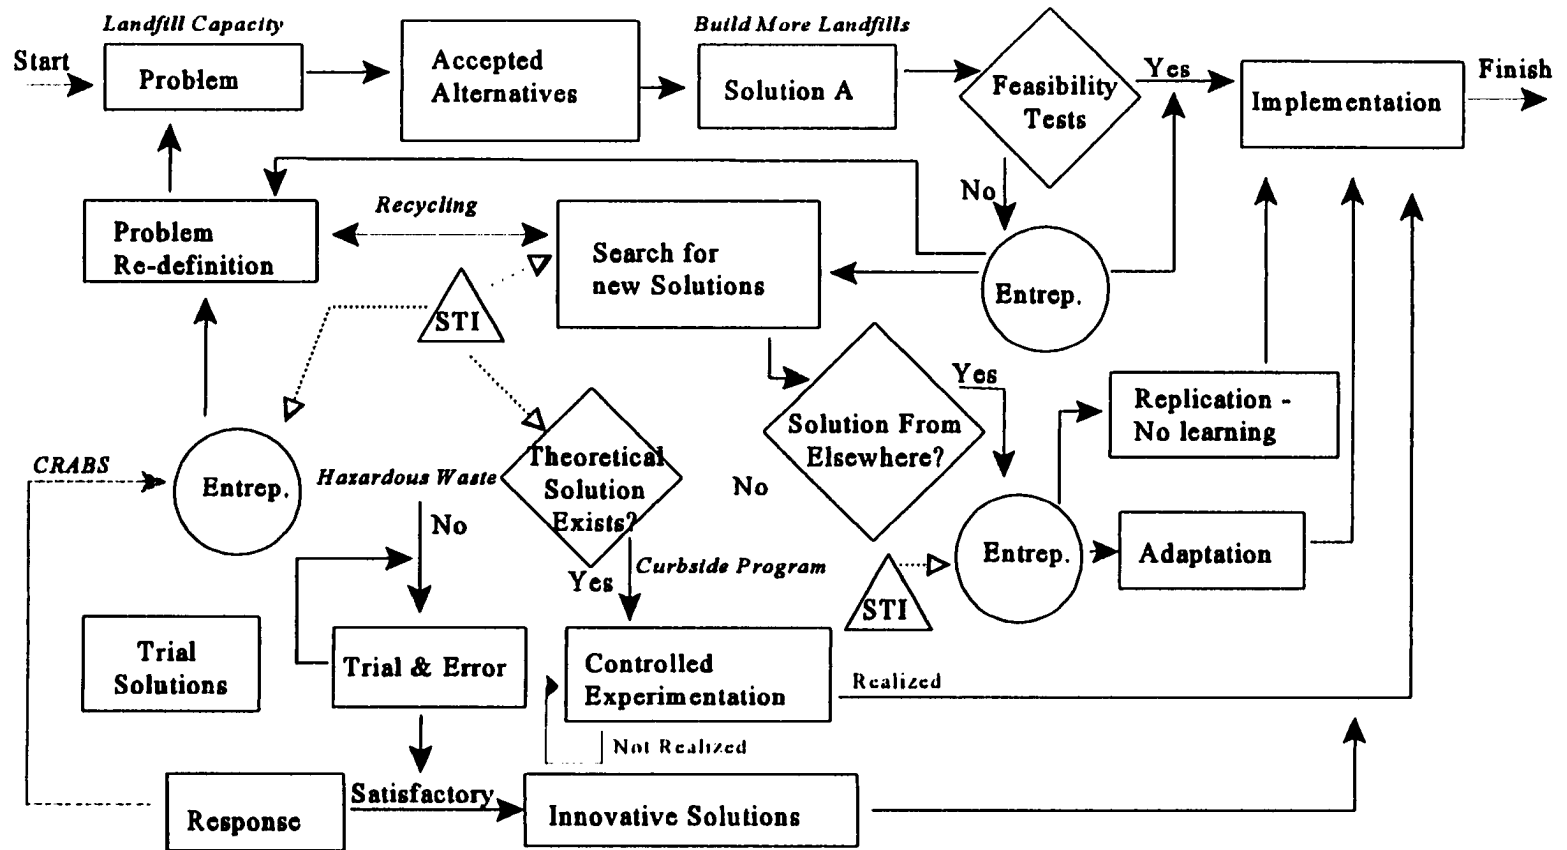 Landfill Capacity
Build More Landfills
Start
Problem
Accepted
Alternatives
Solution A
Feasibility
Tests
Yes
Implementation
Finish
No
Problem
Re-definition
Recycling
Search for
new Solutions
Entrep.
STI
Yes
Solution From
Elsewhere?
Replication -
No learning
CRABS
Entrep.
Hazardous Waste
Theoretical
Solution
Exists?
No
No
Yes
Curbside Program
STI
Entrep.
Adaptation
Trial
Solutions
Trial & Error
Controlled
Experimentation
Realized
Not Realized
Response
Satisfactory
Innovative Solutions